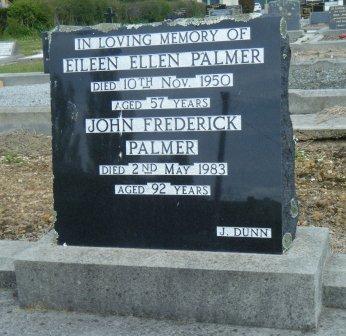 IN LOVING MEMORY OF
EILEEN ELLEN PALMER
DIED 10TH NOV. 1950
AGED 57 YEARS
JOHN FREDERICK
PALMER
DIED 2ND MAY 1983
AGED 92 YEARS
J. DUNN